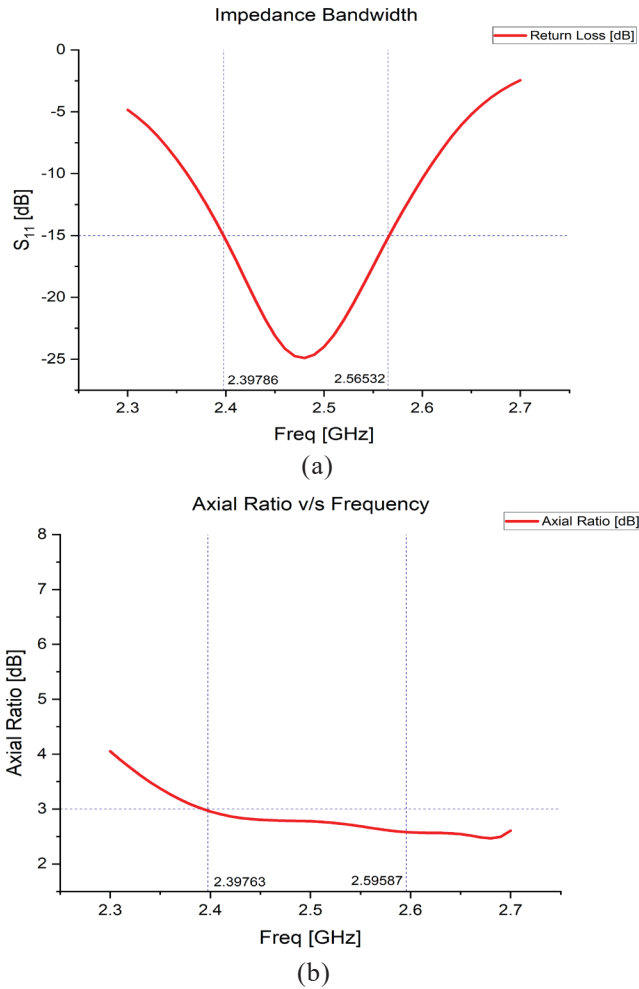 Impedance Bandwidth
Return Loss [dB]
0
-5
-10
-15
-20
-25
S11 [dB]
2.39786 2.56532
2.3 2.4 2.5 2.6 2.7
Freq [GHz]
(a)
Axial Ratio v/s Frequency
Axial Ratio [dB]
8
7
6
5
4
3
2
Axial Ratio [dB]
2.39763 2.59587
2.3 2.4 2.5 2.6 2.7
Freq [GHz]
(b)